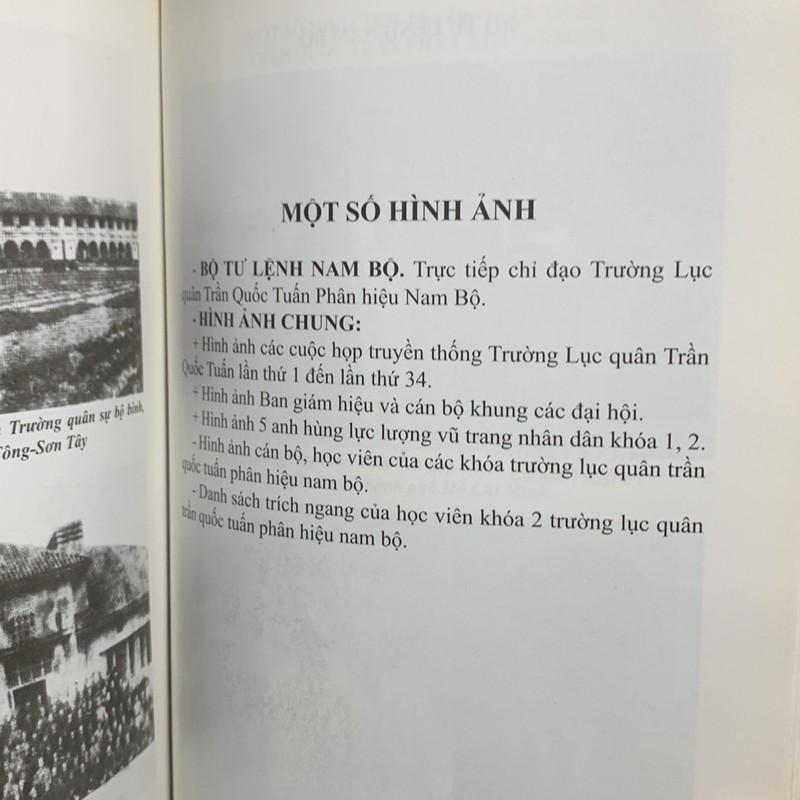 Trường quân sự bộ binh,
Tông-Sơn Tây
MỘT SỐ HÌNH ẢNH
- BỘ TƯ LỆNH NAM BỘ. Trực tiếp chỉ đạo Trường Lục
quân Trần Quốc Tuấn Phân hiệu Nam Bộ.
-HÌNH ẢNH CHUNG:
+ Hình ảnh các cuộc họp truyền thống Trường Lục quân Trần
Quốc Tuấn lần thứ 1 đến lần thứ 34.
+ Hình ảnh Ban giám hiệu và cán bộ khung các đại hội.
+ Hình ảnh 5 anh hùng lực lượng vũ trang nhân dân khóa 1, 2.
- Hình ảnh cán bộ, học viên của các khóa trường lục quân trần
quốc tuấn phân hiệu nam bộ.
- Danh sách trích ngang của học viên khóa 2 trường lục quân
trần quốc tuấn phân hiệu nam bộ.